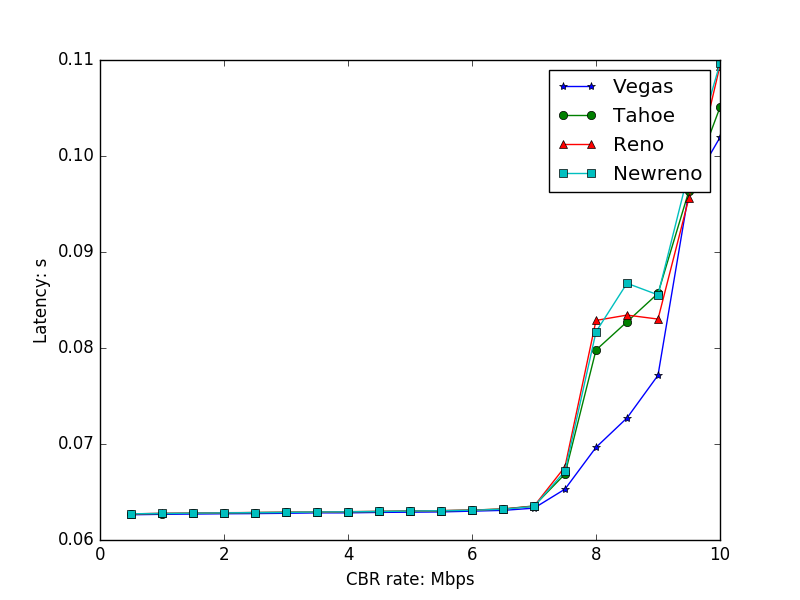 0.11
0.10
0.09
0.08
0.07
0.06
Latency: s
Vegas
Tahoe
Reno
Newreno
0 2 4 6 8 10
CBR rate: Mbps